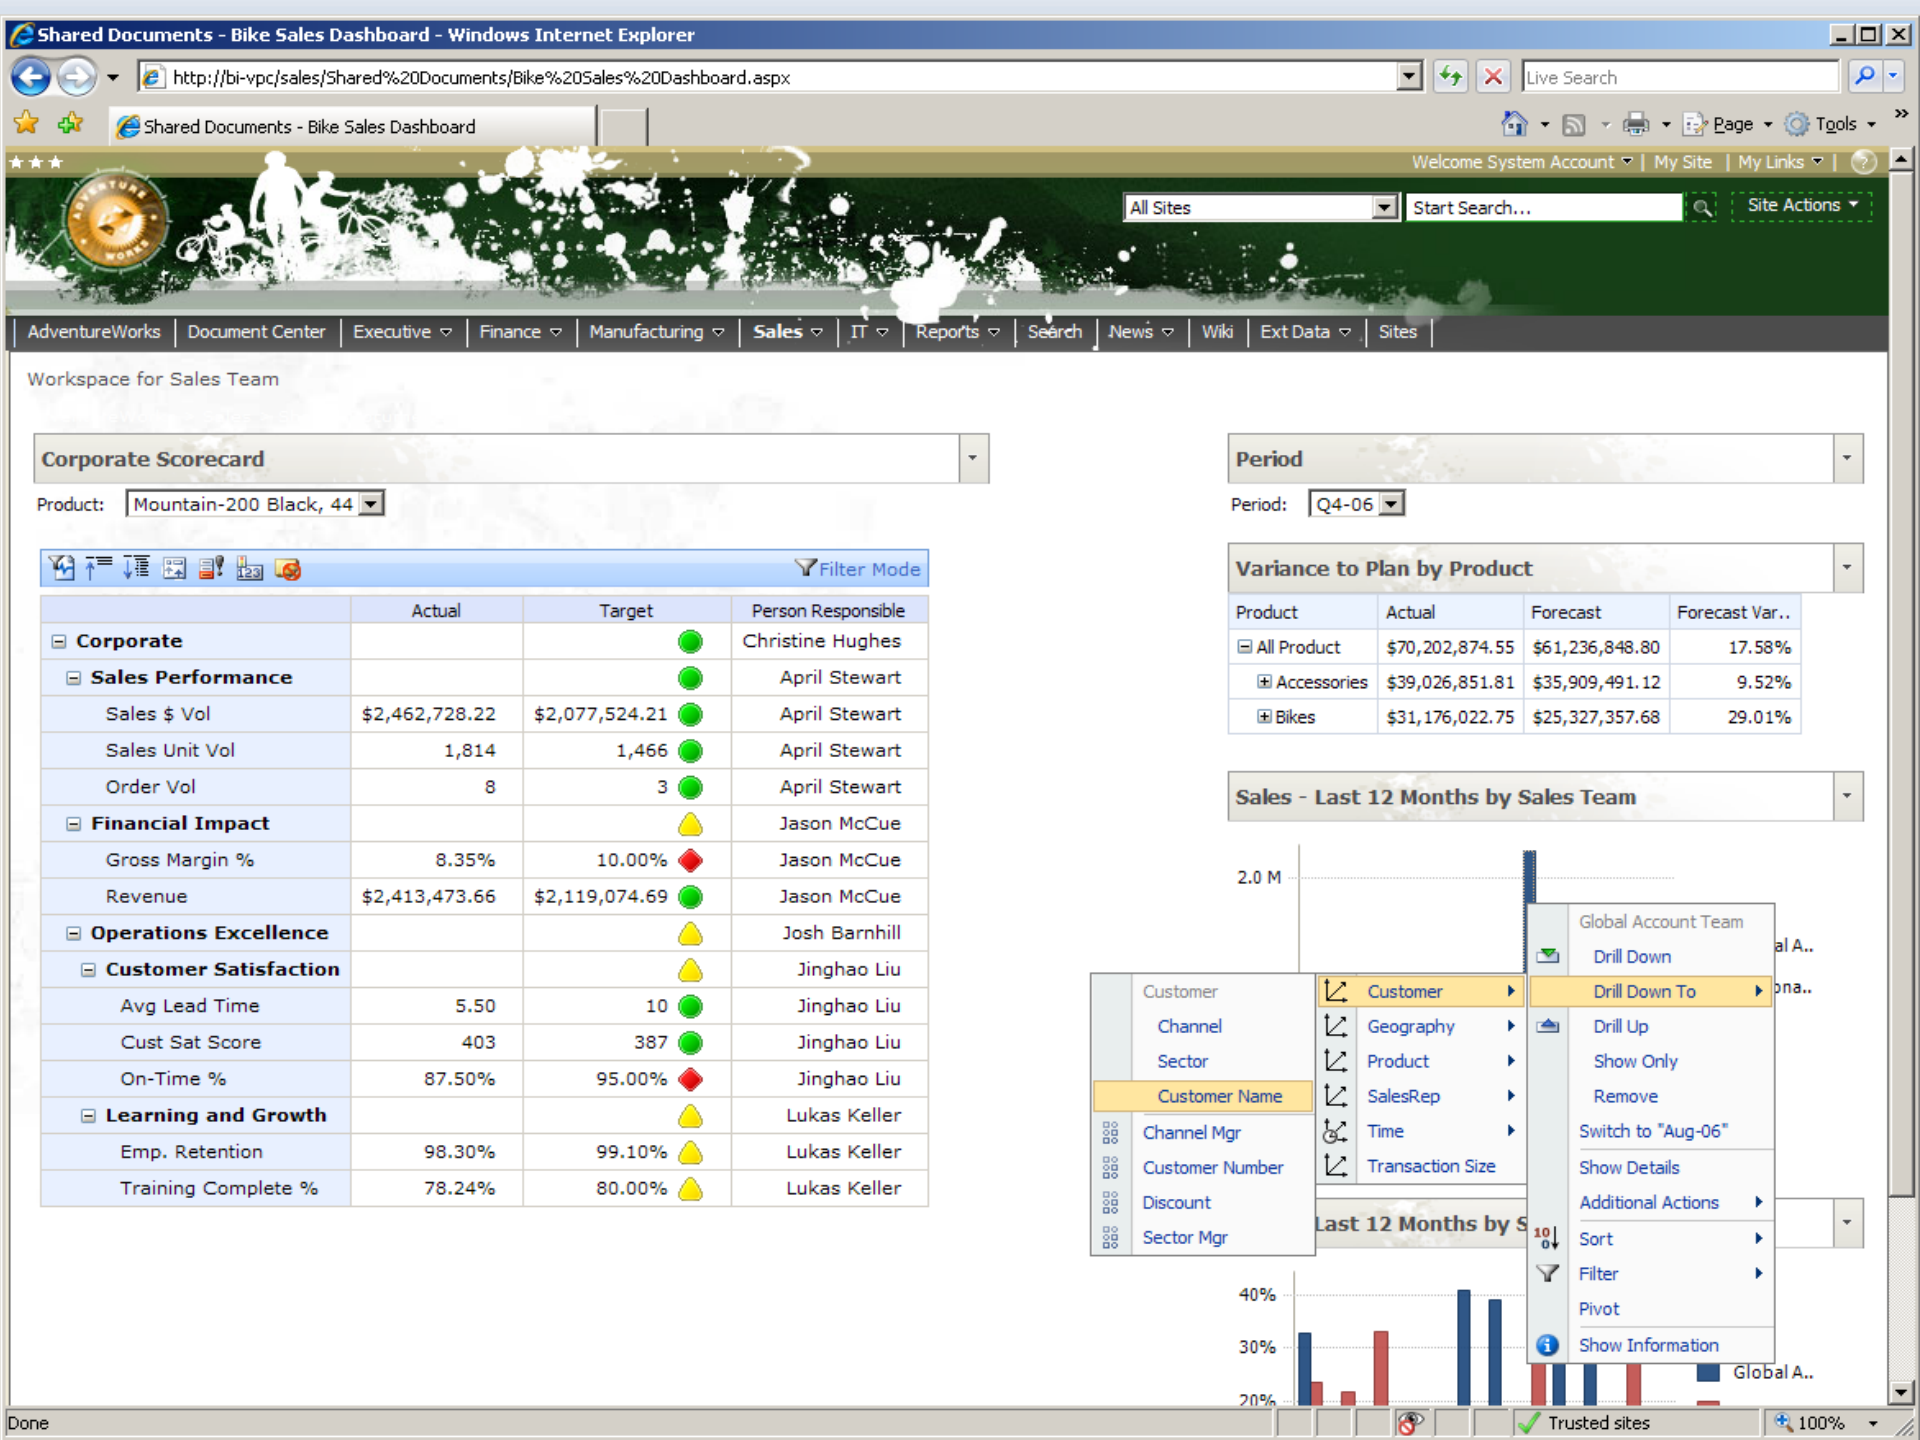 Shared Documents - Bike Sales Dashboard - Windows Internet Explorer
http://bi-vpc/sales/Shared%20Documents/Bike%20Sales%20Dashboard.aspx
Live Search
Shared Documents - Bike Sales Dashboard
Page
Tools
Welcome System Account | My Site | My Links |
ADVENTURE WORKS
All Sites
Start Search...
Site Actions
AdventureWorks | Document Center | Executive | Finance | Manufacturing | Sales | IT | Reports | Search | News | Wiki | Ext Data | Sites
Workspace for Sales Team
Corporate Scorecard
Product: Mountain-200 Black, 44
Filter Mode
Actual Target Person Responsible
Corporate Christine Hughes
Sales Performance April Stewart
Sales $ Vol $2,462,728.22 $2,077,524.21 April Stewart
Sales Unit Vol 1,814 1,466 April Stewart
Order Vol 8 3 April Stewart
Financial Impact Jason McCue
Gross Margin % 8.35% 10.00% Jason McCue
Revenue $2,413,473.66 $2,119,074.69 Jason McCue
Operations Excellence Josh Barnhill
Customer Satisfaction Jinghao Liu
Avg Lead Time 5.50 10 Jinghao Liu
Cust Sat Score 403 387 Jinghao Liu
On-Time % 87.50% 95.00% Jinghao Liu
Learning and Growth Lukas Keller
Emp. Retention 98.30% 99.10% Lukas Keller
Training Complete % 78.24% 80.00% Lukas Keller
Period
Period: Q4-06
Variance to Plan by Product
Product Actual Forecast Forecast Var..
All Product $70,202,874.55 $61,236,848.80 17.58%
Accessories $39,026,851.81 $35,909,491.12 9.52%
Bikes $31,176,022.75 $25,327,357.68 29.01%
Sales - Last 12 Months by Sales Team
2.0 M
al A..
ona..
Global Account Team
Drill Down
Drill Down To
Drill Up
Show Only
Remove
Switch to "Aug-06"
Show Details
Additional Actions
Sort
Filter
Pivot
Show Information
Customer
Geography
Product
SalesRep
Time
Transaction Size
Customer
Channel
Sector
Customer Name
Channel Mgr
Customer Number
Discount
Sector Mgr
Last 12 Months by S
40%
30%
20%
Global A..
Done
Trusted sites
100%